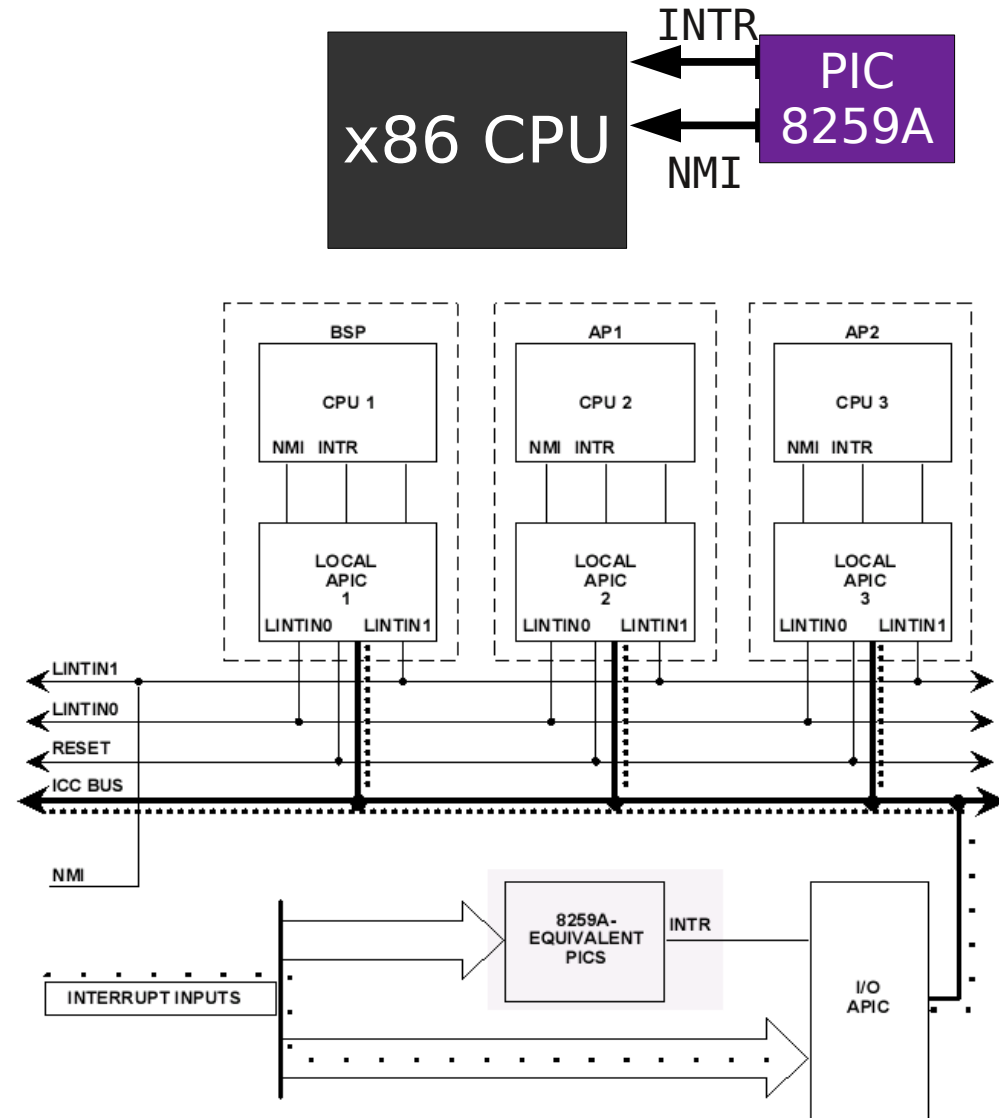 INTR
x86 CPU
PIC
8259A
NMI
BSP
CPU 1
NMI INTR
LOCAL
APIC
1
LINTIN0 LINTIN1
AP1
CPU 2
NMI INTR
LOCAL
APIC
2
LINTIN0 LINTIN1
AP2
CPU 3
NMI INTR
LOCAL
APIC
3
LINTIN0 LINTIN1
LINTIN1
LINTIN0
RESET
ICC BUS
NMI
INTERRUPT INPUTS
8259A-
EQUIVALENT
PICS
INTR
I/O
APIC